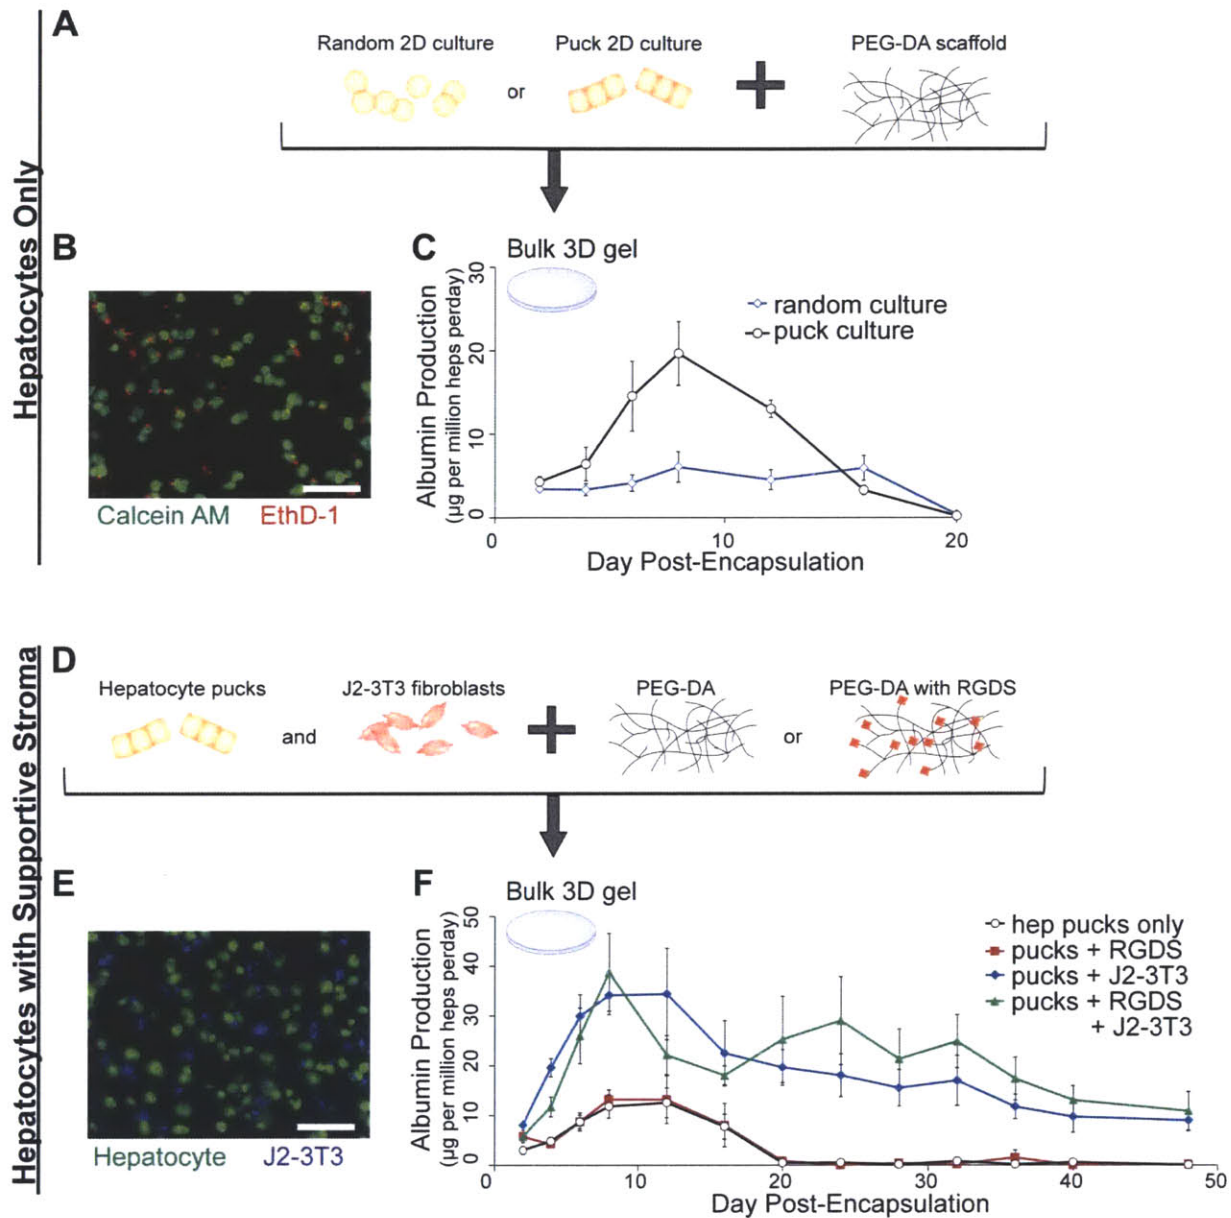 Hepatocytes Only
A
Random 2D culture
or
Puck 2D culture
PEG-DA scaffold
B
Calcein AM EthD-1
C
Bulk 3D gel
Albumin Production
(µg per million heps perday)
30
20
10
0
random culture
puck culture
0 10 20
Day Post-Encapsulation
Hepatocytes with Supportive Stroma
D
Hepatocyte pucks
and
J2-3T3 fibroblasts
PEG-DA
or
PEG-DA with RGDS
E
Hepatocyte J2-3T3
F
Bulk 3D gel
Albumin Production
(µg per million heps perday)
50
40
30
20
10
0
hep pucks only
pucks + RGDS
pucks + J2-3T3
pucks + RGDS
+ J2-3T3
0 10 20 30 40 50
Day Post-Encapsulation